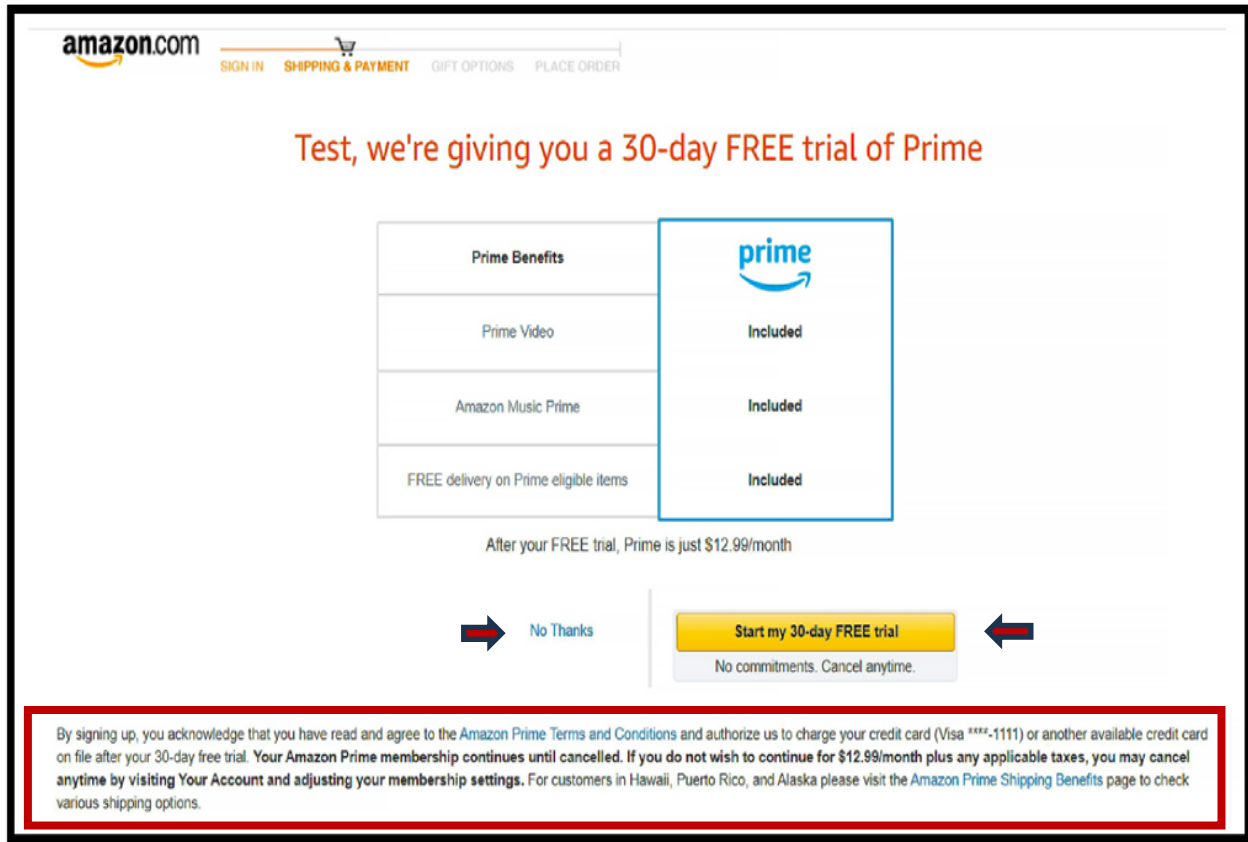 amazon.com
SIGN IN SHIPPING & PAYMENT GIFT OPTIONS PLACE ORDER
Test, we're giving you a 30-day FREE trial of Prime
Prime Benefits prime
Prime Video Included
Amazon Music Prime Included
FREE delivery on Prime eligible items Included
After your FREE trial, Prime is just $12.99/month
No Thanks Start my 30-day FREE trial
No commitments. Cancel anytime.
By signing up, you acknowledge that you have read and agree to the Amazon Prime Terms and Conditions and authorize us to charge your credit card (Visa ****-1111) or another available credit card
on file after your 30-day free trial. Your Amazon Prime membership continues until cancelled. If you do not wish to continue for $12.99/month plus any applicable taxes, you may cancel
anytime by visiting Your Account and adjusting your membership settings. For customers in Hawaii, Puerto Rico, and Alaska please visit the Amazon Prime Shipping Benefits page to check
various shipping options.